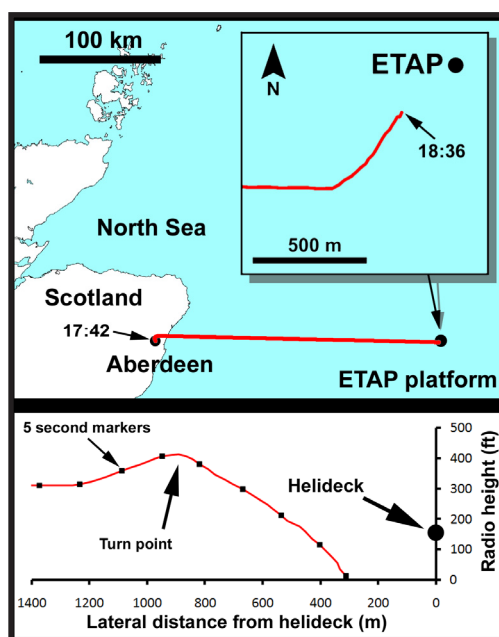 100 km
N
ETAP
18:36
500 m
North Sea
Scotland
17:42
Aberdeen
ETAP platform
5 second markers
Turn point
Helideck
500
400
300
200
100
0
Radio height (ft)
1400 1200 1000 800 600 400 200 0
Lateral distance from helideck (m)